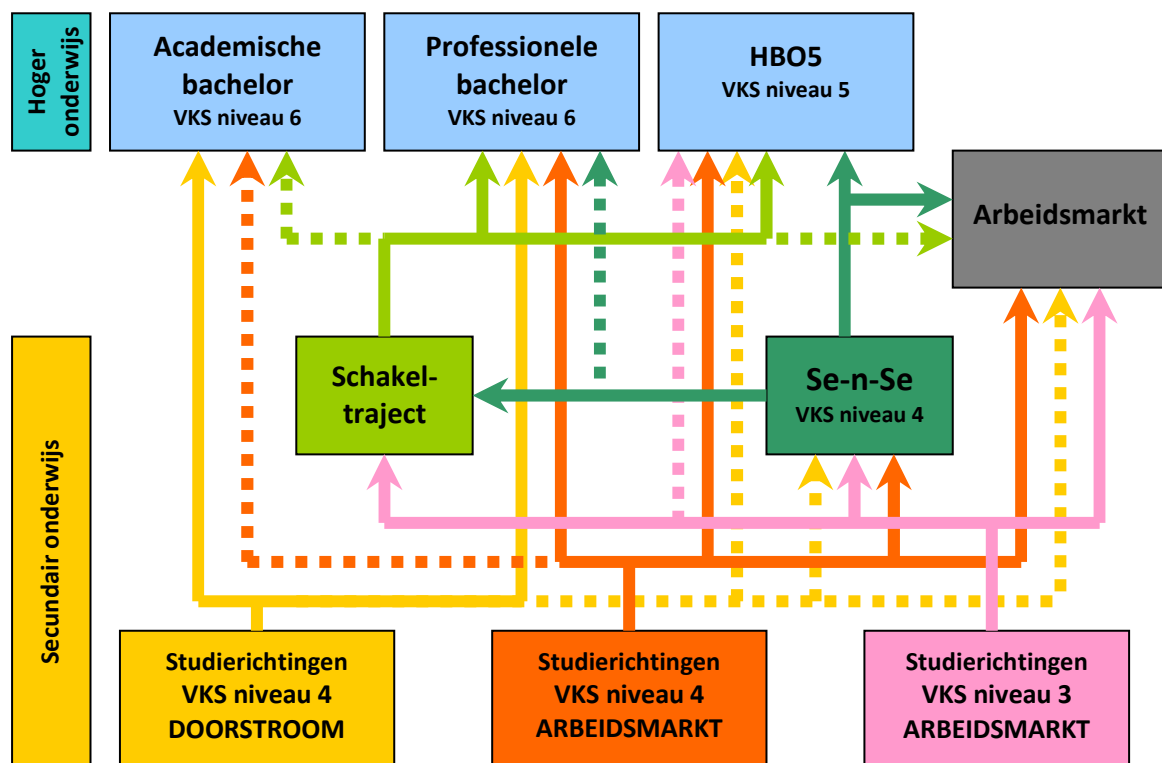 Hoger
onderwijs
Academische
bachelor
VKS niveau 6
Professionele
bachelor
VKS niveau 6
HBO5
VKS niveau 5
Arbeidsmarkt
Secundair onderwijs
Schakel-
traject
Se-n-Se
VKS niveau 4
Studierichtingen
VKS niveau 4
DOORSTROOM
Studierichtingen
VKS niveau 4
ARBEIDSMARKT
Studierichtingen
VKS niveau 3
ARBEIDSMARKT